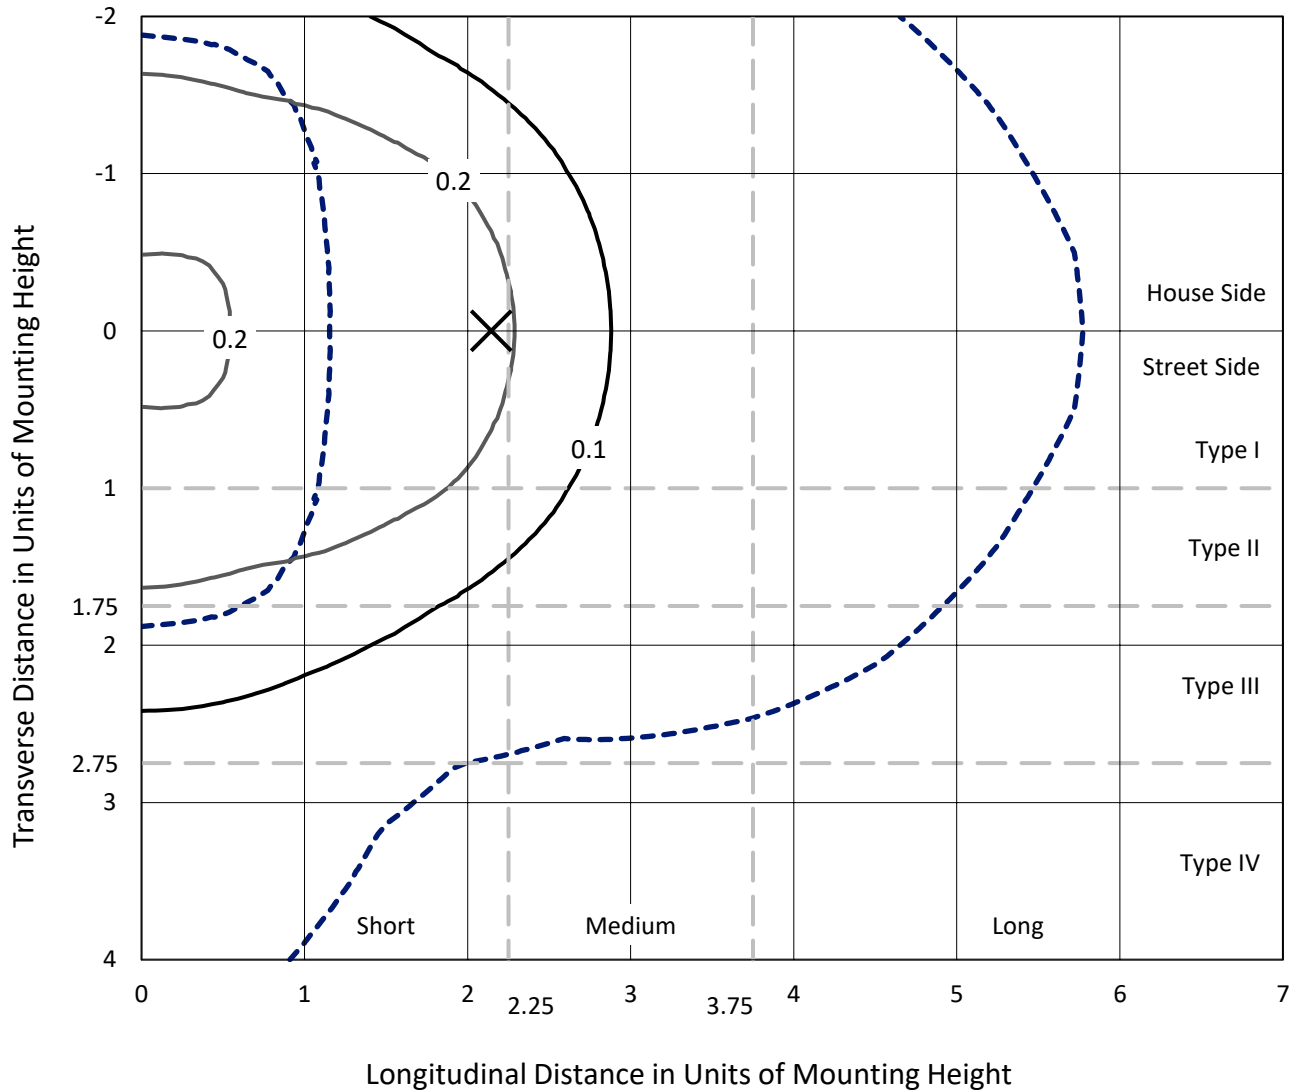 -2
-1
0
1
1.75
2
2.75
3
4
Transverse Distance in Units of Mounting Height
0.2
0.2
0.1
House Side
Street Side
Type I
Type II
Type III
Type IV
Short
Medium
Long
0
1
2
2.25
3
3.75
4
5
6
7
Longitudinal Distance in Units of Mounting Height